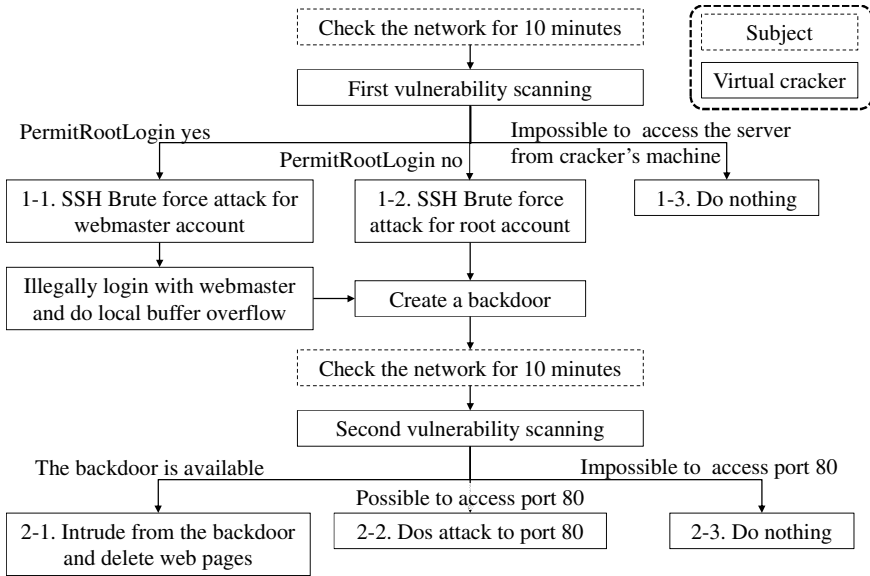 Check the network for 10 minutes
Subject
Virtual cracker
First vulnerability scanning
PermitRootLogin yes
PermitRootLogin no
Impossible to access the server
from cracker's machine
1-1. SSH Brute force attack for
webmaster account
1-2. SSH Brute force
attack for root account
1-3. Do nothing
Illegally login with webmaster
and do local buffer overflow
Create a backdoor
Check the network for 10 minutes
Second vulnerability scanning
The backdoor is available
Possible to access port 80
Impossible to access port 80
2-1. Intrude from the backdoor
and delete web pages
2-2. Dos attack to port 80
2-3. Do nothing